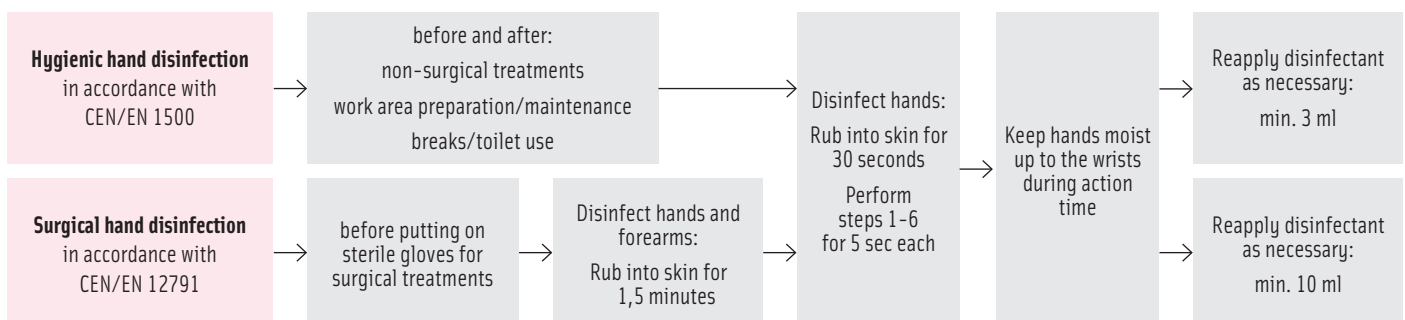 Hygienic hand disinfection
in accordance with
CEN/EN 1500
before and after:
non-surgical treatments
work area preparation/maintenance
breaks/toilet use
Surgical hand disinfection
in accordance with
CEN/EN 12791
before putting on
sterile gloves for
surgical treatments
Disinfect hands and
forearms:
Rub into skin for
1,5 minutes
Disinfect hands:
Rub into skin for
30 seconds
Perform
steps 1-6
for 5 sec each
Keep hands moist
up to the wrists
during action
time
Reapply disinfectant
as necessary:
min. 3 ml
Reapply disinfectant
as necessary:
min. 10 ml